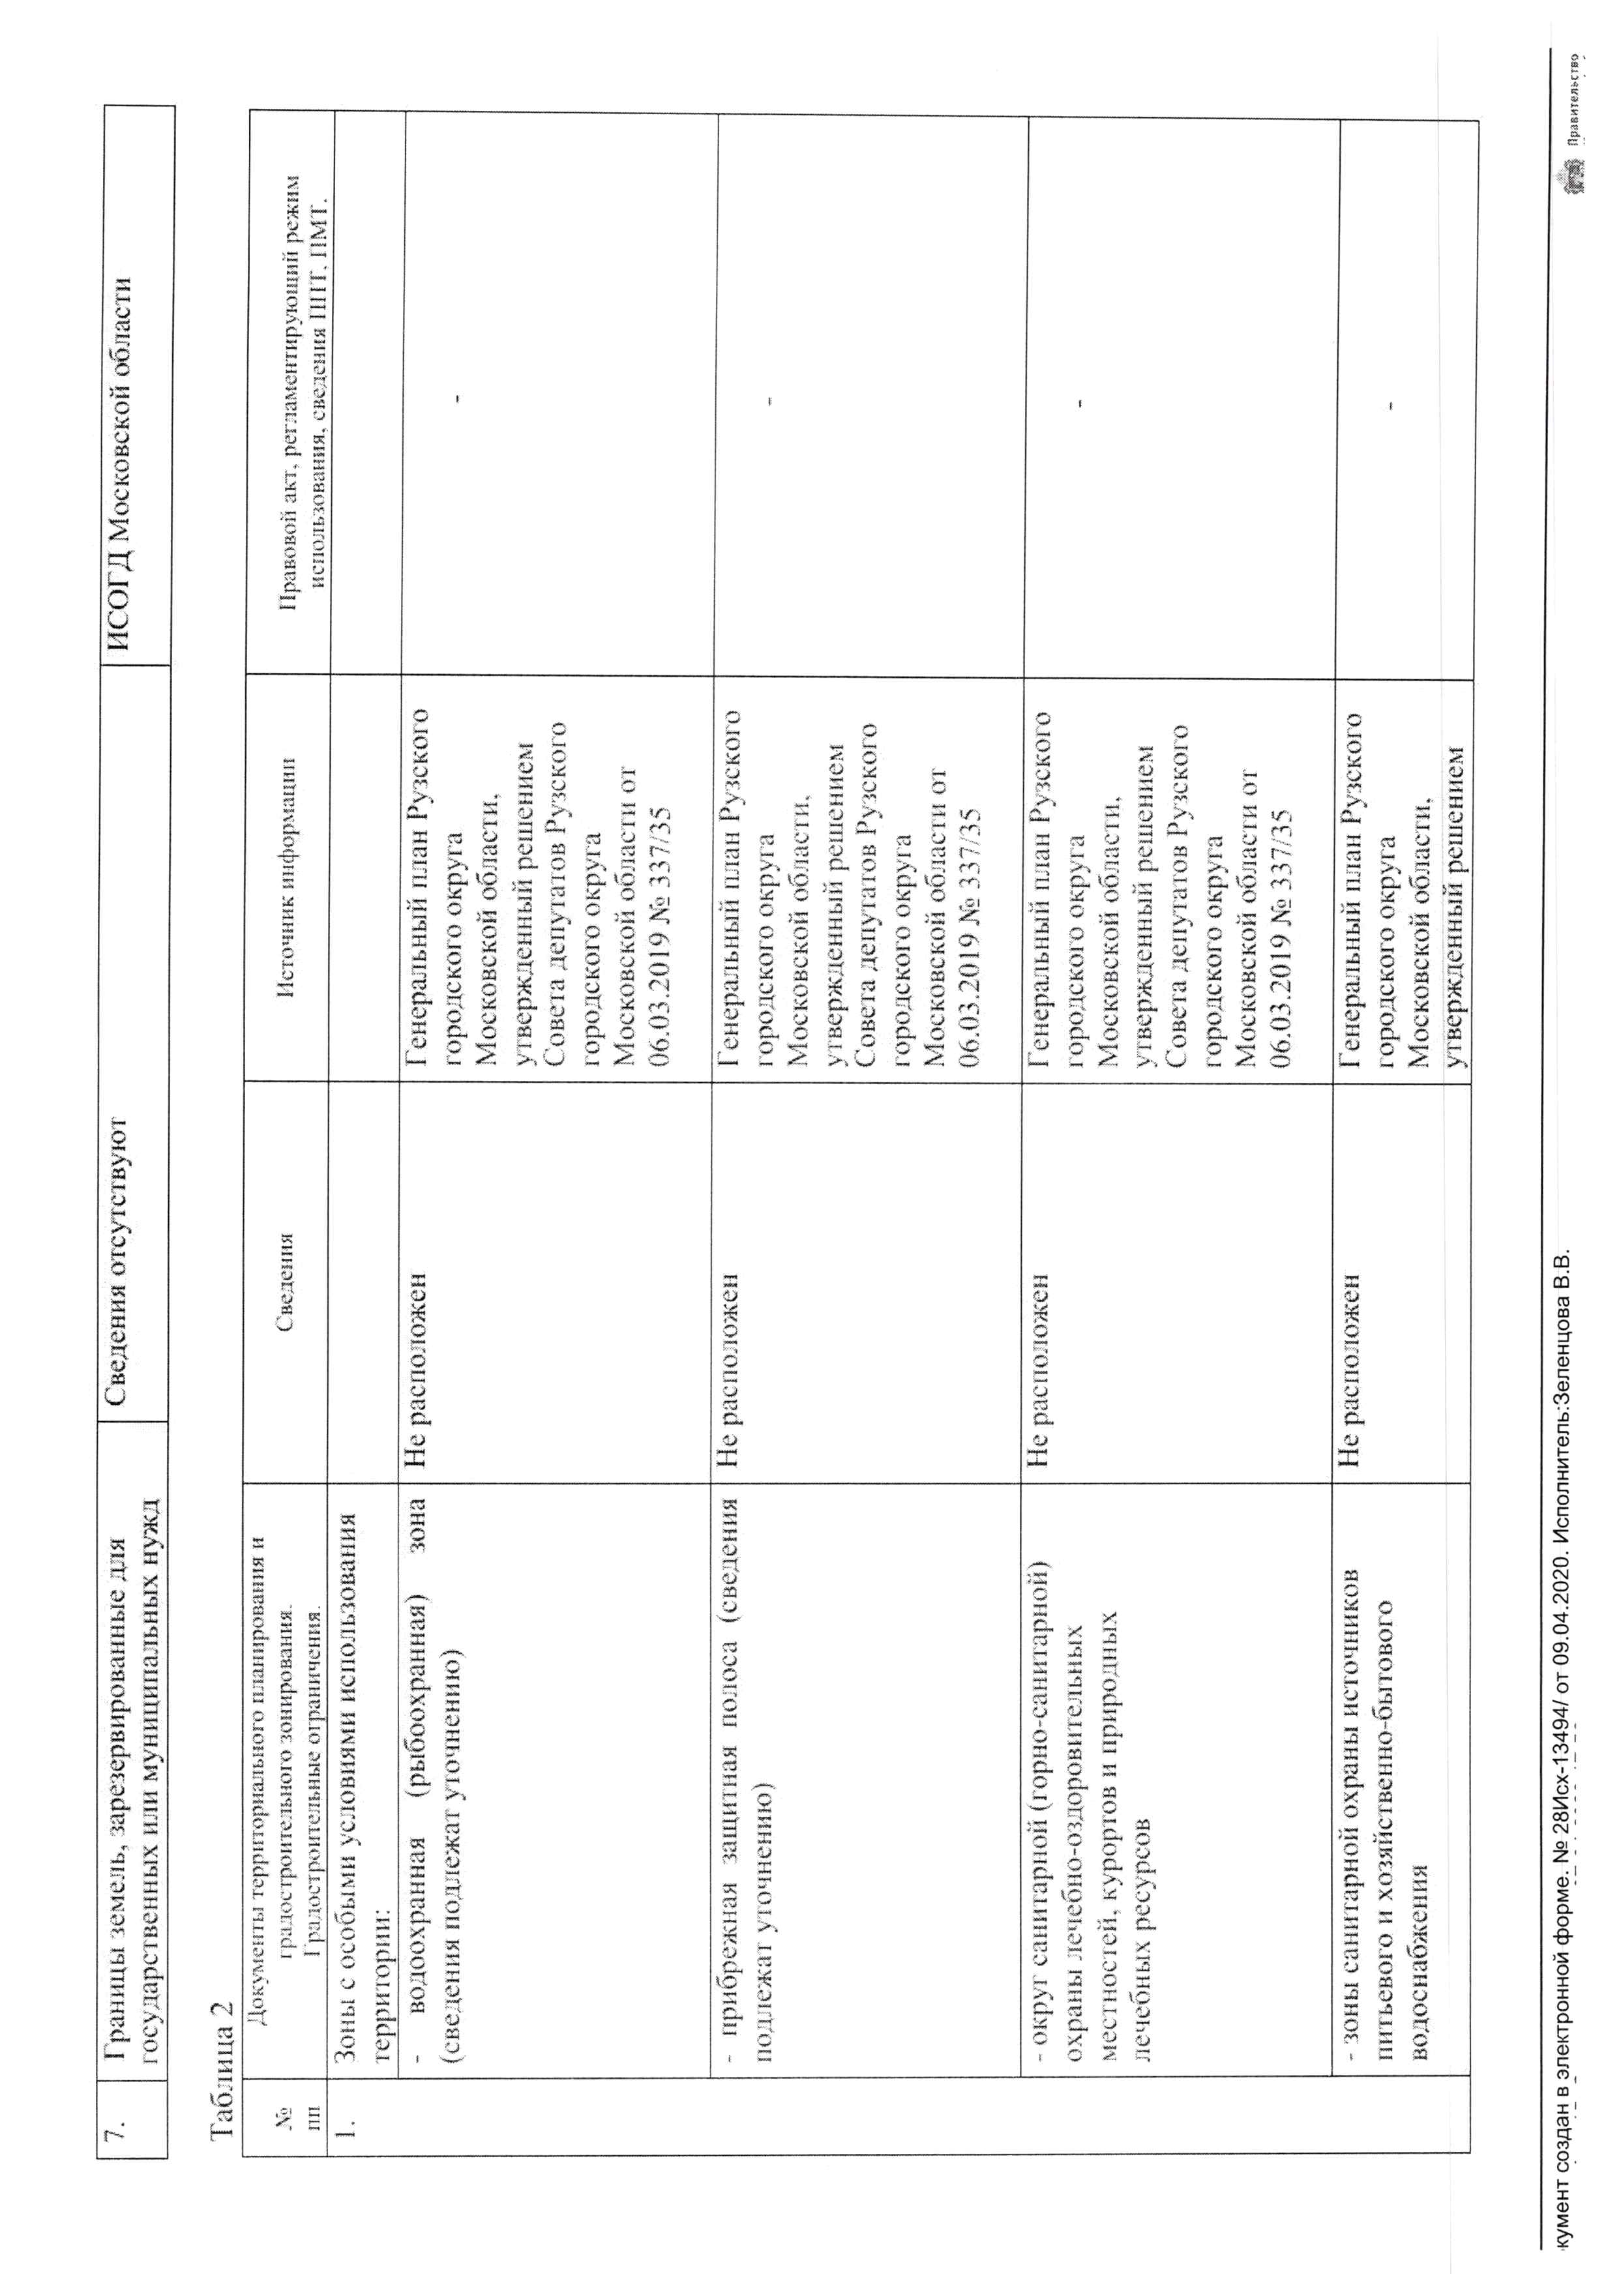 7.
Границы земель, зарезервированные для
государственных или муниципальных нужд
Сведения отсутствуют
ИСОГД Московской области
Таблица 2
№
пп
Документы территориального планирования и
градостроительного зонирования.
Градостроительные ограничения.
Сведения
Источник информации
Правовой акт, регламентирующий режим
использования, сведения ППТ, ПМТ.
1.
Зоны с особыми условиями использования
территории:
- водоохранная (рыбоохранная) зона
(сведения подлежат уточнению)
Не расположен
Генеральный план Рузского
городского округа
Московской области,
утвержденный решением
Совета депутатов Рузского
городского округа
Московской области от
06.03.2019 № 337/35
-
- прибрежная защитная полоса (сведения
подлежат уточнению)
Не расположен
Генеральный план Рузского
городского округа
Московской области,
утвержденный решением
Совета депутатов Рузского
городского округа
Московской области от
06.03.2019 № 337/35
-
- округ санитарной (горно-санитарной)
охраны лечебно-оздоровительных
местностей, курортов и природных
лечебных ресурсов
Не расположен
Генеральный план Рузского
городского округа
Московской области,
утвержденный решением
Совета депутатов Рузского
городского округа
Московской области от
06.03.2019 № 337/35
-
- зоны санитарной охраны источников
питьевого и хозяйственно-бытового
водоснабжения
Не расположен
Генеральный план Рузского
городского округа
Московской области,
утвержденный решением
-
кумент создан в электронной форме. № 28Исх-13494/ от 09.04.2020. Исполнитель:Зеленцова В.В.
Правительство